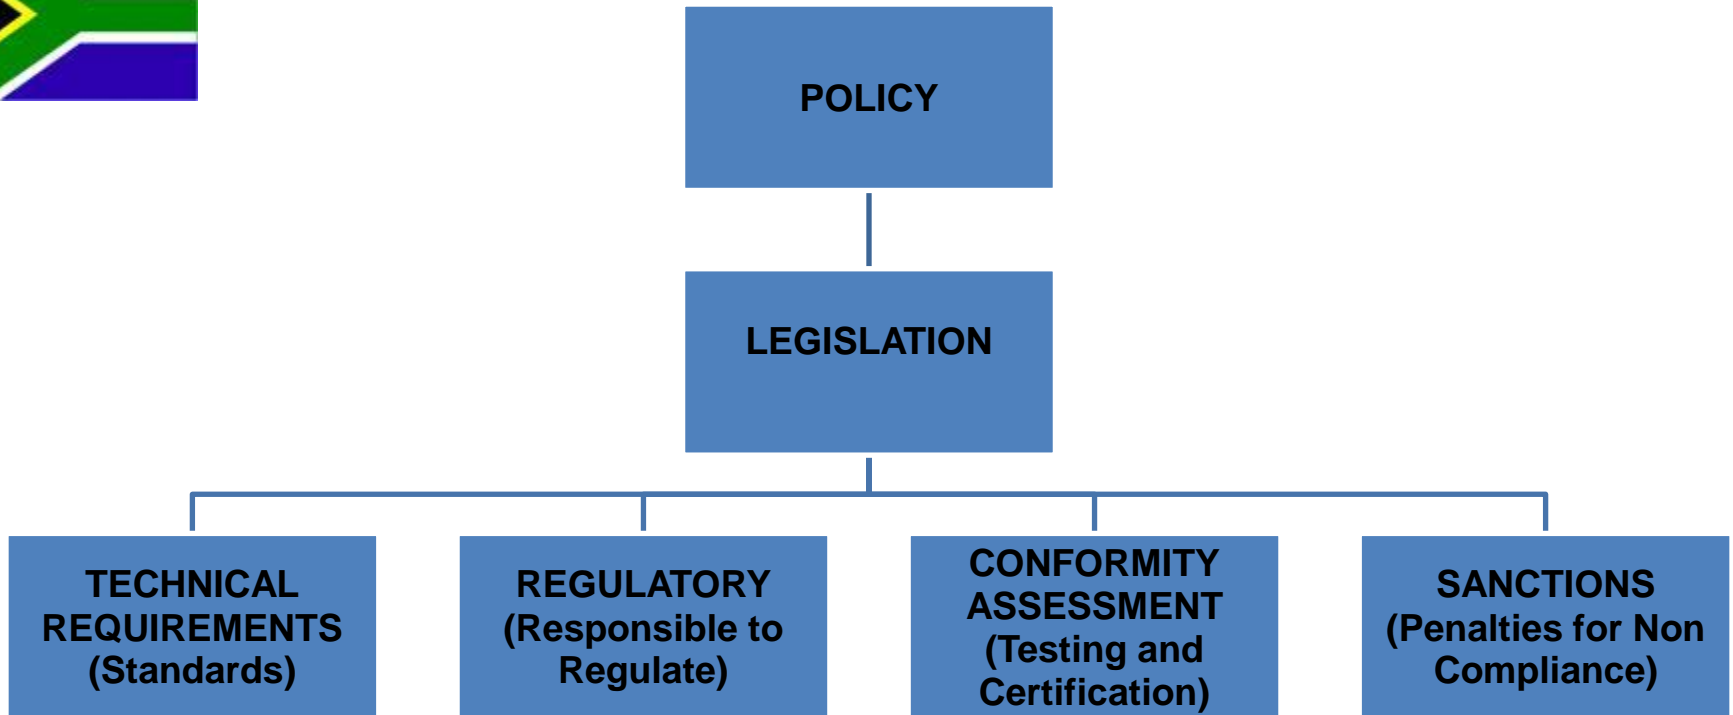 POLICY
LEGISLATION
TECHNICAL
REQUIREMENTS
(Standards)
REGULATORY
(Responsible to
Regulate)
CONFORMITY
ASSESSMENT
(Testing and
Certification)
SANCTIONS
(Penalties for Non
Compliance)